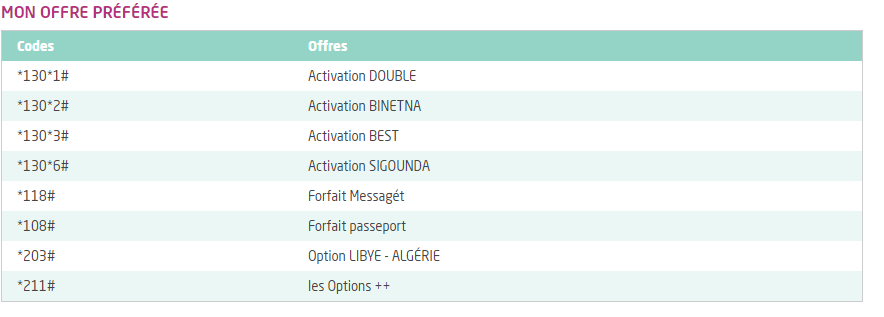 MON OFFRE PRÉFÉRÉE
Codes Offres
*130*1# Activation DOUBLE
*130*2# Activation BINETNA
*130*3# Activation BEST
*130*6# Activation SIGOUNDA
*118# Forfait Messagét
*108# Forfait passeport
*203# Option LIBYE - ALGÉRIE
*211# les Options ++